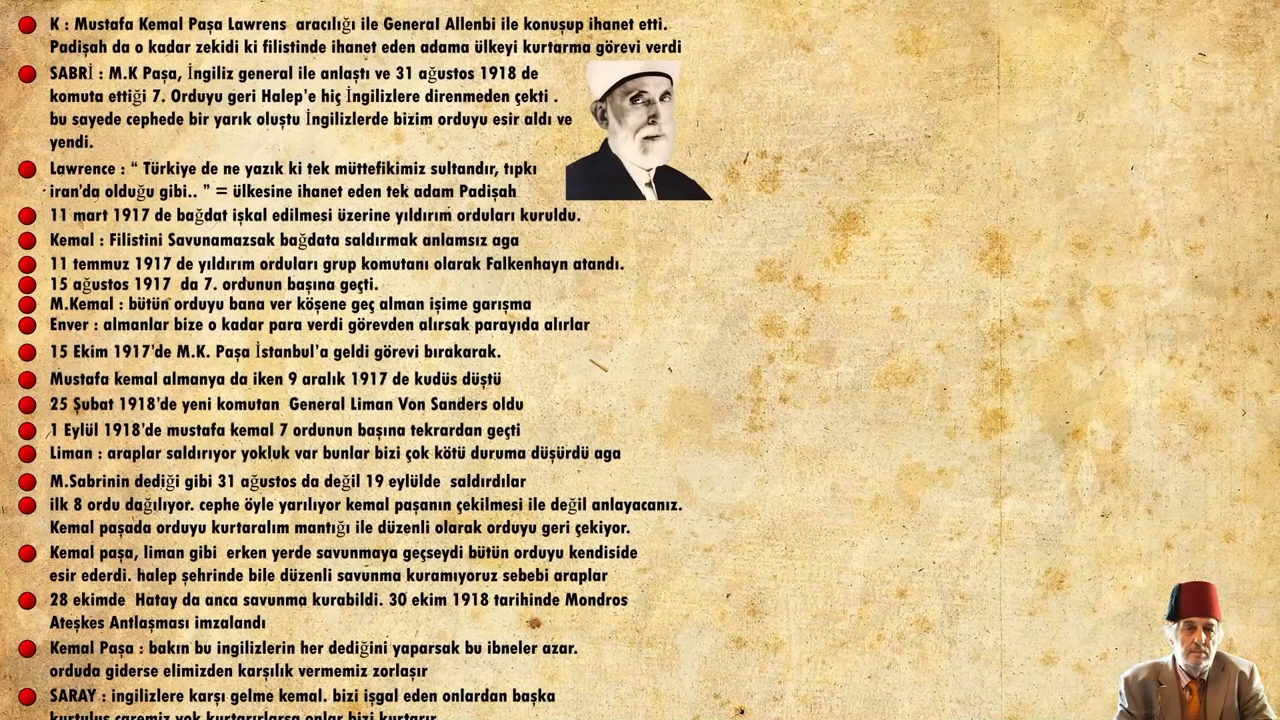 K : Mustafa Kemal Paşa Lawrens aracılığı ile General Allenbi ile konuşup ihanet etti.
Padişah da o kadar zekidi ki filistinde ihanet eden adama ülkeyi kurtarma görevi verdi
SABRİ : M.K Paşa, İngiliz general ile anlaştı ve 31 ağustos 1918 de
komuta ettiği 7. Orduyu geri Halep'e hiç İngilizlere direnmeden çekti .
bu sayede cephede bir yarık oluştu İngilizlerde bizim orduyu esir aldı ve
yendi.
Lawrence : “ Türkiye de ne yazık ki tek müttefikimiz sultandır, tıpkı
iran'da olduğu gibi.. ” = ülkesine ihanet eden tek adam Padişah
11 mart 1917 de bağdat işkal edilmesi üzerine yıldırım orduları kuruldu.
Kemal : Filistini Savunamazsak bağdata saldırmak anlamsız aga
11 temmuz 1917 de yıldırım orduları grup komutanı olarak Falkenhayn atandı.
15 ağustos 1917 da 7. ordunun başına geçti.
M.Kemal : bütün orduyu bana ver köşene geç alman işime garışma
Enver : almanlar bize o kadar para verdi görevden alırsak parayıda alırlar
15 Ekim 1917'de M.K. Paşa İstanbul'a geldi görevi bırakarak.
Mustafa kemal almanya da iken 9 aralık 1917 de kudüs düştü
25 Şubat 1918'de yeni komutan General Liman Von Sanders oldu
1 Eylül 1918'de mustafa kemal 7 ordunun başına tekrardan geçti
Liman : araplar saldırıyor yokluk var bunlar bizi çok kötü duruma düşürdü aga
M.Sabrinin dediği gibi 31 ağustos da değil 19 eylülde saldırdılar
ilk 8 ordu dağılıyor. cephe öyle yarılıyor kemal paşanın çekilmesi ile değil anlayacanız.
Kemal paşada orduyu kurtaralım mantığı ile düzenli olarak orduyu geri çekiyor.
Kemal paşa, liman gibi erken yerde savunmaya geçseydi bütün orduyu kendiside
esir ederdi. halep şehrinde bile düzenli savunma kuramıyoruz sebebi araplar
28 ekimde Hatay da anca savunma kurabildi. 30 ekim 1918 tarihinde Mondros
Ateşkes Antlaşması imzalandı
Kemal Paşa : bakın bu ingilizlerin her dediğini yaparsak bu ibneler azar.
orduda giderse elimizden karşılık vermemiz zorlaşır
SARAY : ingilizlere karşı gelme kemal. bizi işgal eden onlardan başka
kurtuluş çaremiz yok kurtarırlarsa onlar bizi kurtarır